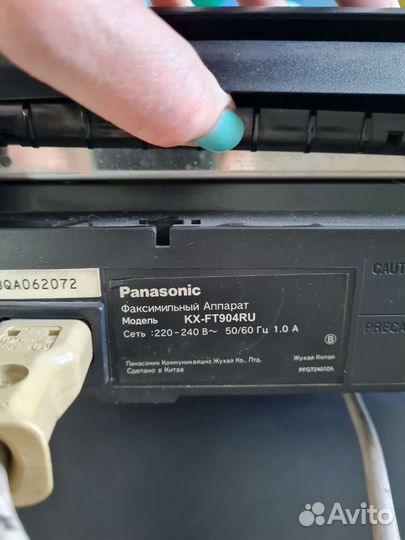 BQA062072
Panasonic
Факсимильный Аппарат
Модель KX-FT904RU
Сеть :220-240 В~ 50/60 Гц 1.0 А
B
Панасоник Коммуникейшнс Жухай Ко., Лтд. Жухай Китай
Сделано в Китае PFGT2407ZA
CAUT
PRECA
Avito